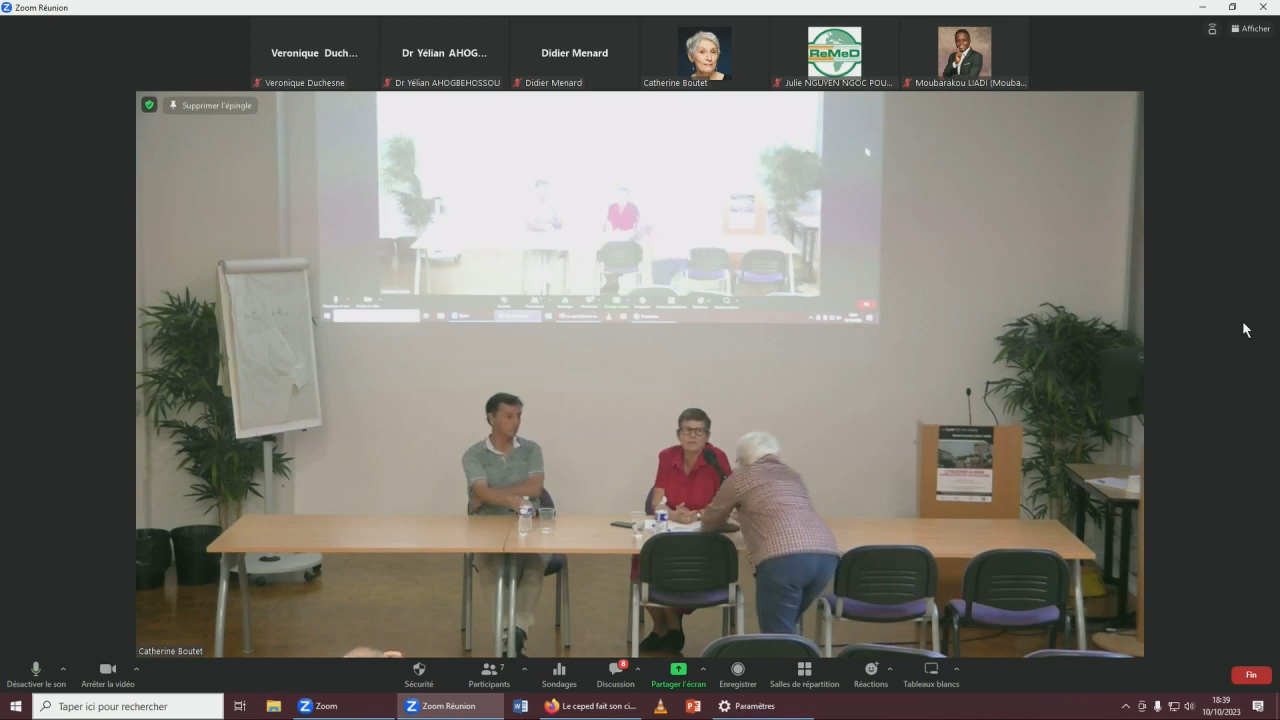 Zoom Réunion
Afficher
Veronique Duch...
Dr Yélian AHOG...
Didier Menard
ReMeD
Veronique Duchesne
Dr Yélian AHOGBEHOSSOU
Didier Menard
Catherine Boutet
Julie NGUYEN NGOC POU...
Moubarakou LIADI (Mouba...
Supprimer l'épingle
Catherine Boutet
7
8
Désactiver le son
Arrêter la vidéo
Sécurité
Participants
Sondages
Discussion
Partager l'écran
Enregistrer
Salles de répartition
Réactions
Tableaux blancs
Fin
Taper ici pour rechercher
Zoom
Zoom Réunion
Le ceped fait son ci...
Paramètres
18:39
10/10/2023